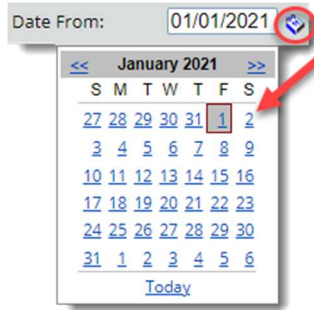 Date From: 01/01/2021
<< January 2021 >>
S M T W T F S
27 28 29 30 31 1 2
3 4 5 6 7 8 9
10 11 12 13 14 15 16
17 18 19 20 21 22 23
24 25 26 27 28 29 30
31 1 2 3 4 5 6
Today